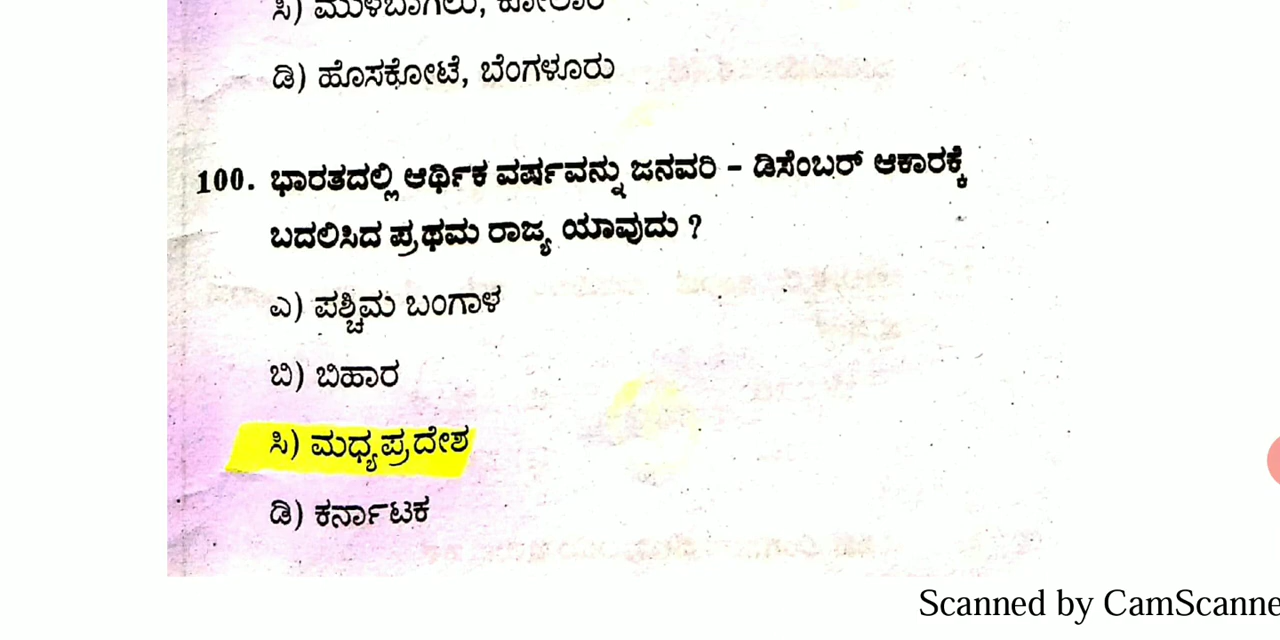 ಸಿ) ಮುಳಬಾಗಿಲು, ಕೋಲಾರ
ಡಿ) ಹೊಸಕೋಟೆ, ಬೆಂಗಳೂರು
100. ಭಾರತದಲ್ಲಿ ಆರ್ಥಿಕ ವರ್ಷವನ್ನು ಜನವರಿ – ಡಿಸೆಂಬರ್ ಆಕಾರಕ್ಕೆ
ಬದಲಿಸಿದ ಪ್ರಥಮ ರಾಜ್ಯ ಯಾವುದು ?
ಎ) ಪಶ್ಚಿಮ ಬಂಗಾಳ
ಬಿ) ಬಿಹಾರ
ಸಿ) ಮಧ್ಯಪ್ರದೇಶ
ಡಿ) ಕರ್ನಾಟಕ
Scanned by CamScanne